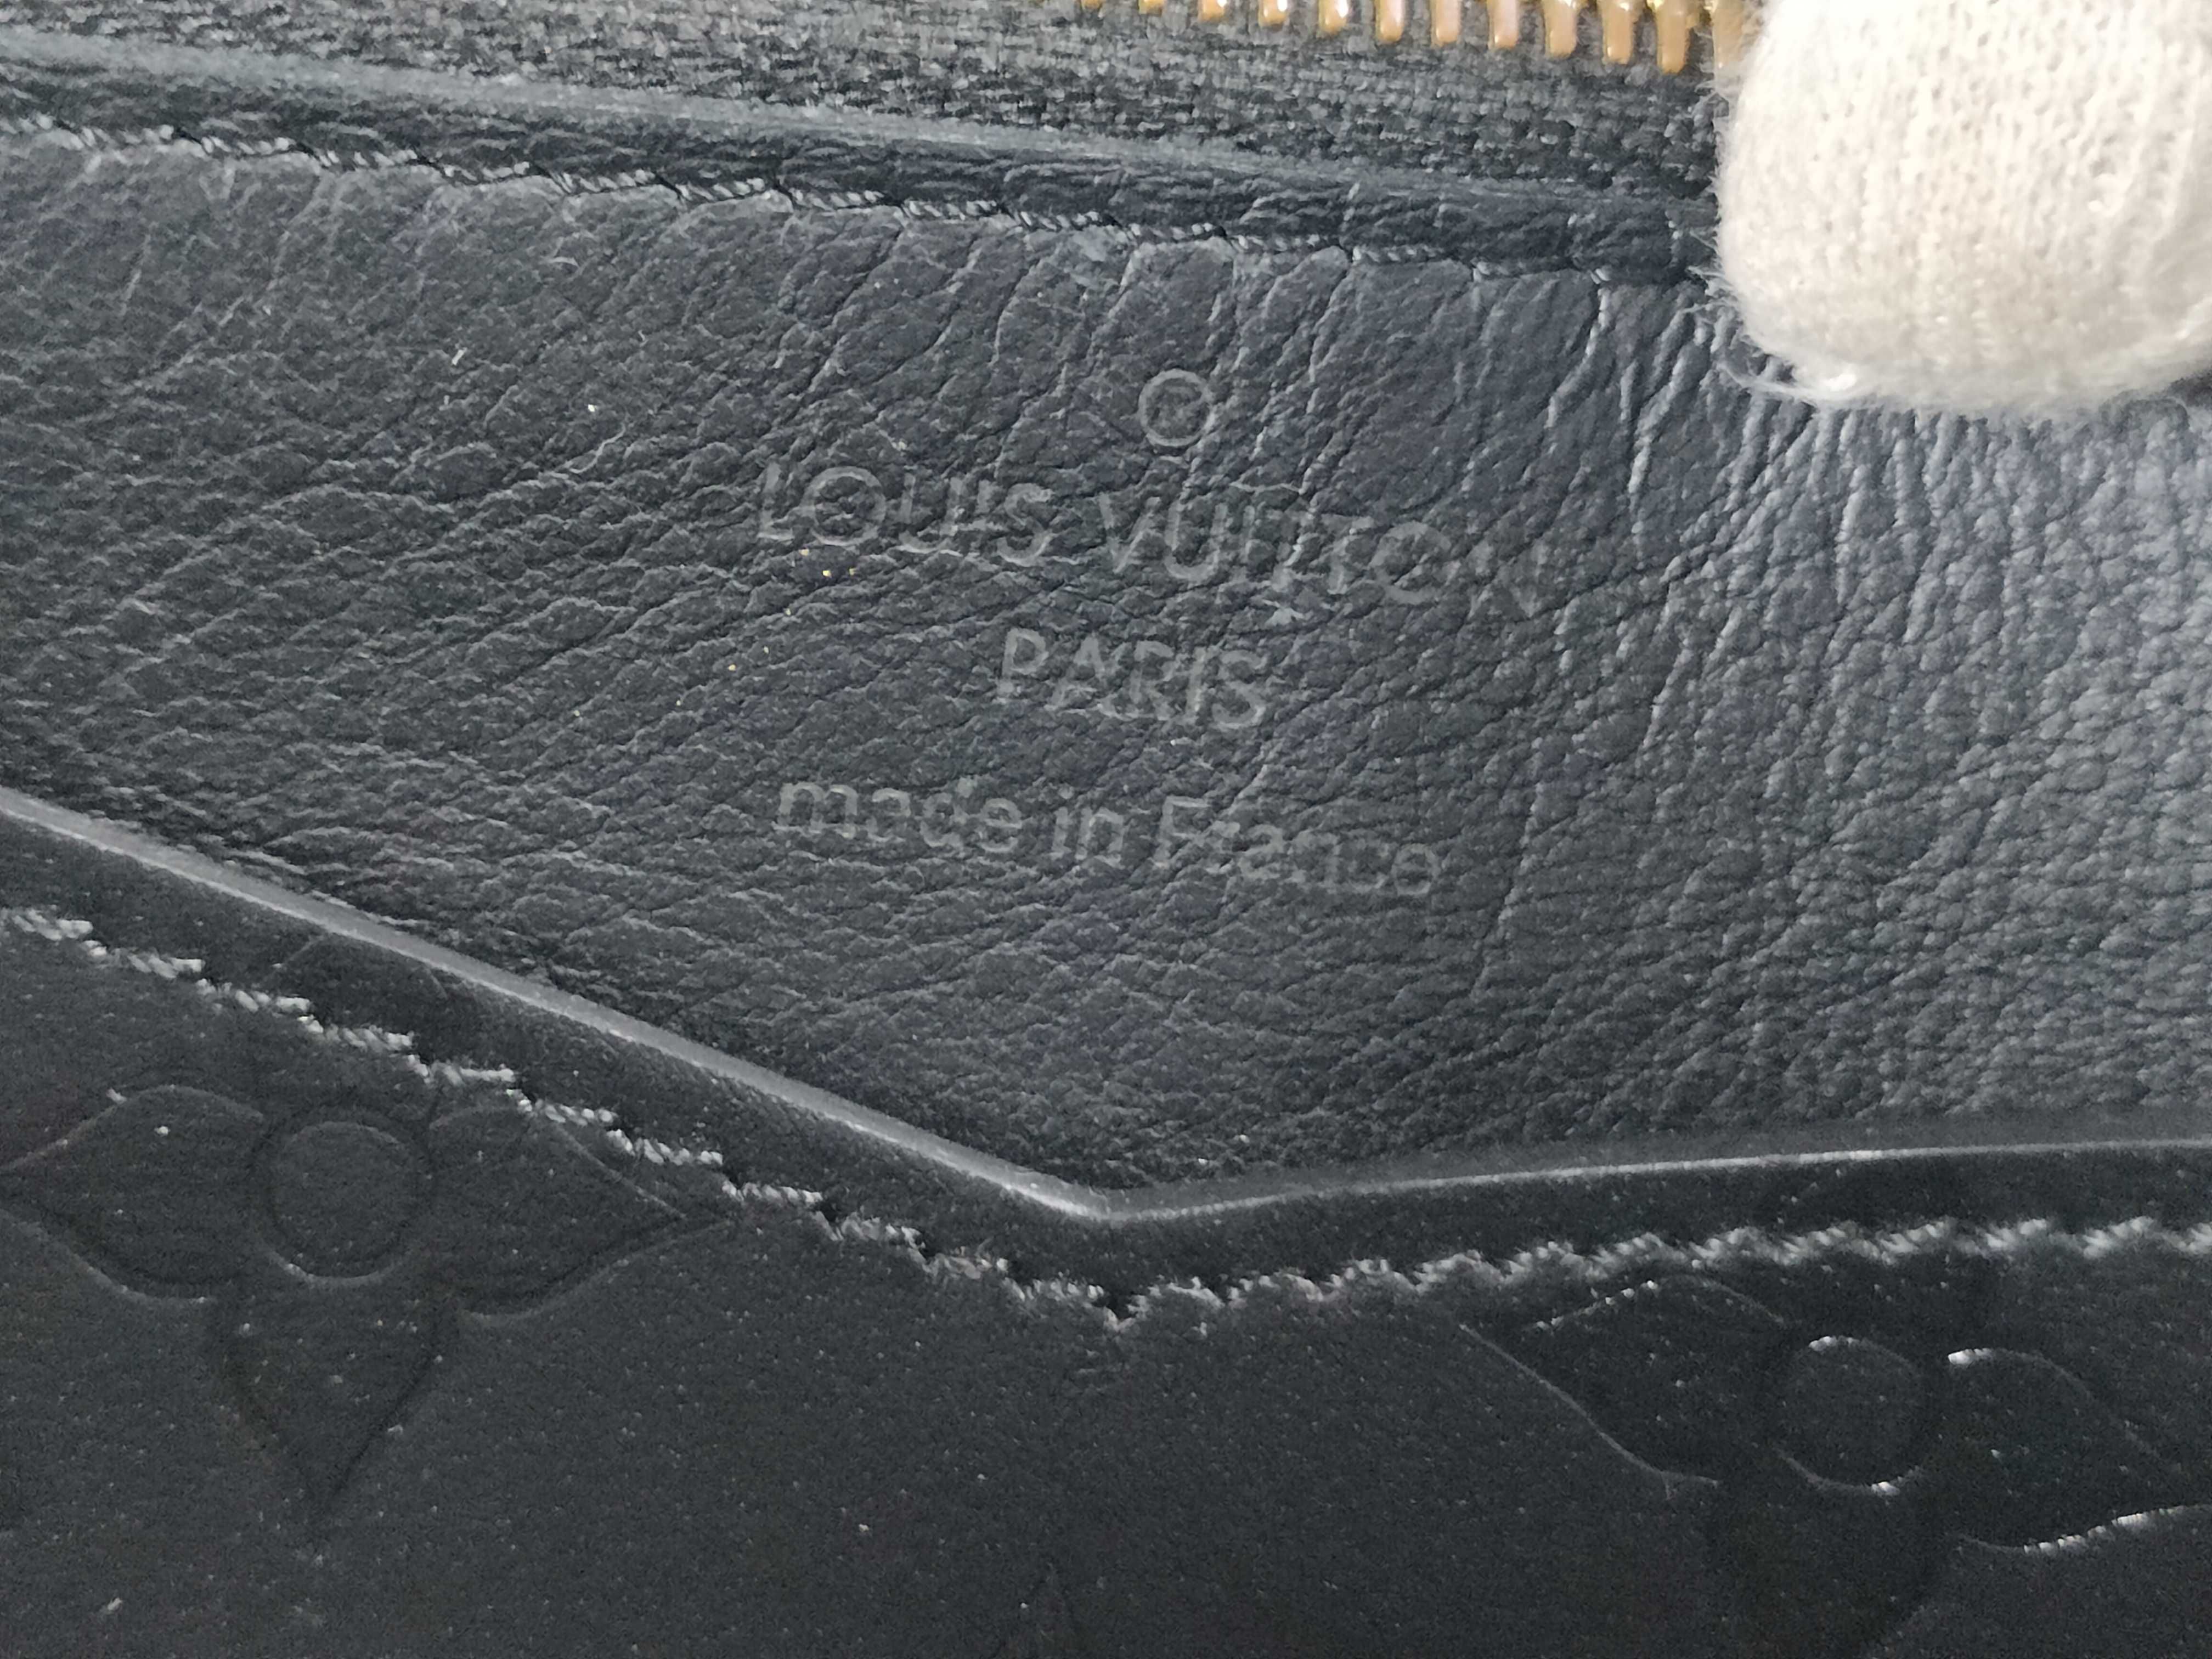 ®
LOUIS VUITTON
PARIS
made in France